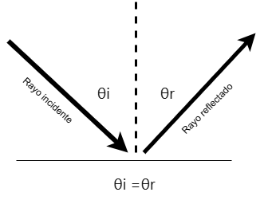 θi
θr
Rayo incidente
Rayo reflectado
θi =θr